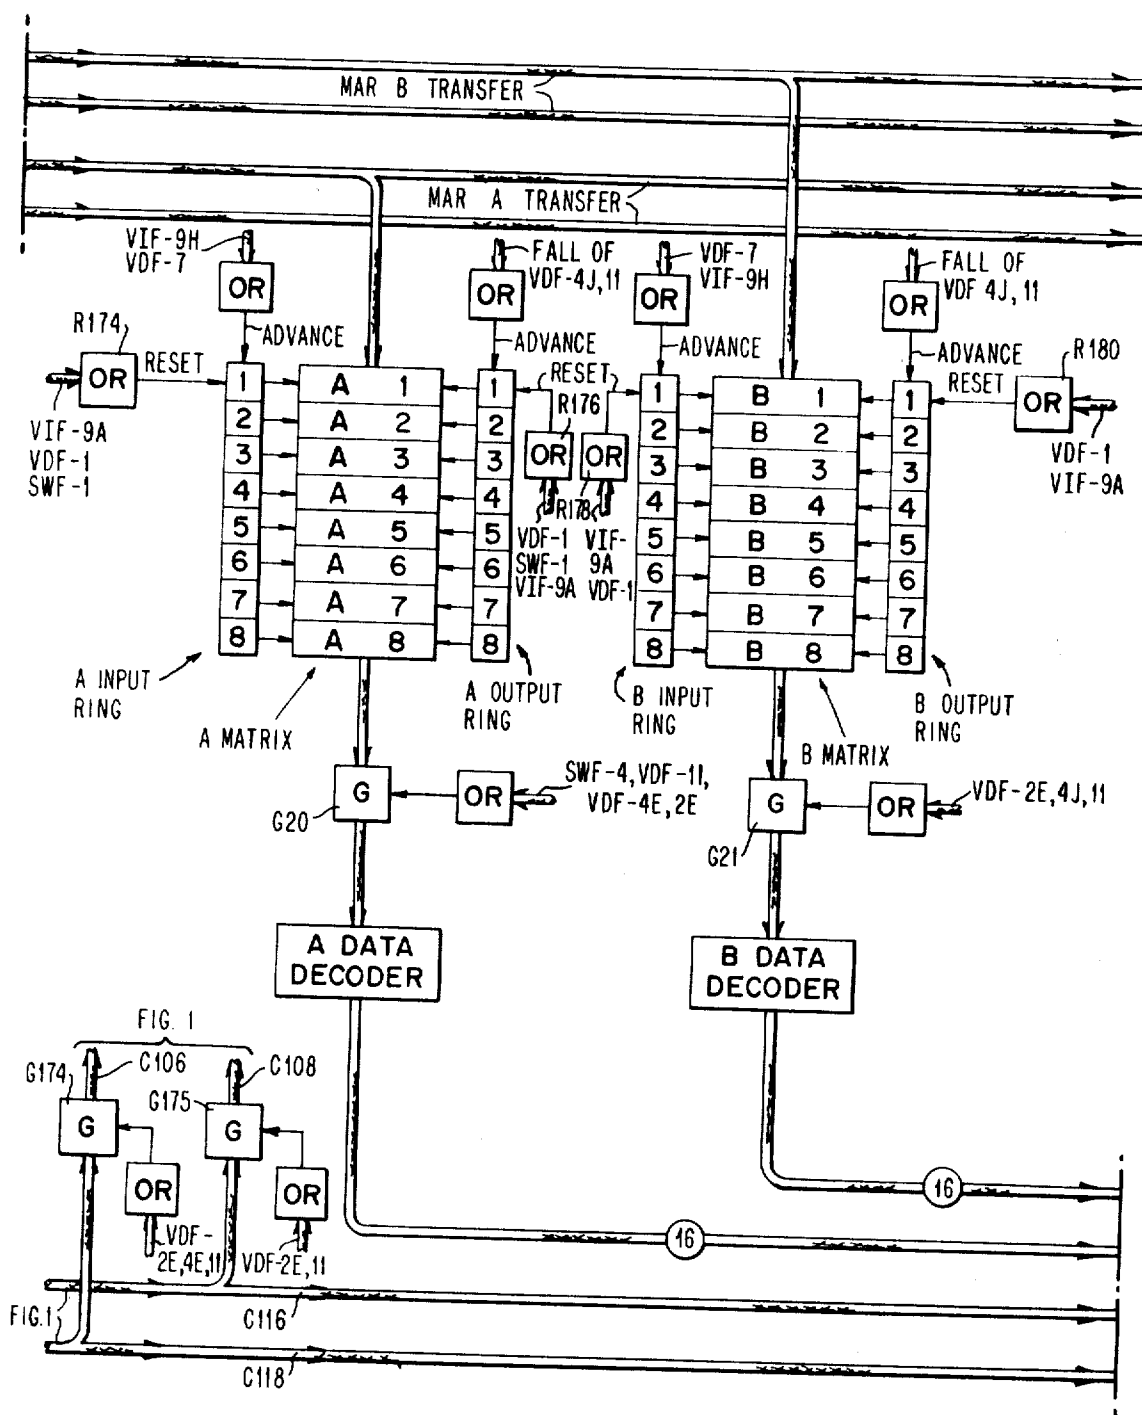 MAR B TRANSFER
MAR A TRANSFER
VIF-9H
VDF-7
OR
FALL OF
VDF-4J,11
OR
VDF-7
VIF-9H
OR
FALL OF
VDF 4J,11
OR
R174
OR
RESET
ADVANCE
VIF-9A
VDF-1
SWF-1
1
2
3
4
5
6
7
8
A 1
A 2
A 3
A 4
A 5
A 6
A 7
A 8
ADVANCE
1
2
3
4
5
6
7
8
RESET
R176
OR
OR
R178
VDF-1
SWF-1
VIF-9A
VIF-
9A
VDF-1
ADVANCE
1
2
3
4
5
6
7
8
B 1
B 2
B 3
B 4
B 5
B 6
B 7
B 8
ADVANCE
RESET
1
2
3
4
5
6
7
8
R180
OR
VDF-1
VIF-9A
A INPUT
RING
A MATRIX
A OUTPUT
RING
B INPUT
RING
B MATRIX
B OUTPUT
RING
G
G20
OR
SWF-4,VDF-11,
VDF-4E,2E
G
G21
OR
VDF-2E,4J,11
A DATA
DECODER
B DATA
DECODER
FIG. 1
G174
C106
G175
C108
G
G
OR
OR
VDF-
2E,4E,11
VDF-2E,11
16
16
FIG.1
C116
C118